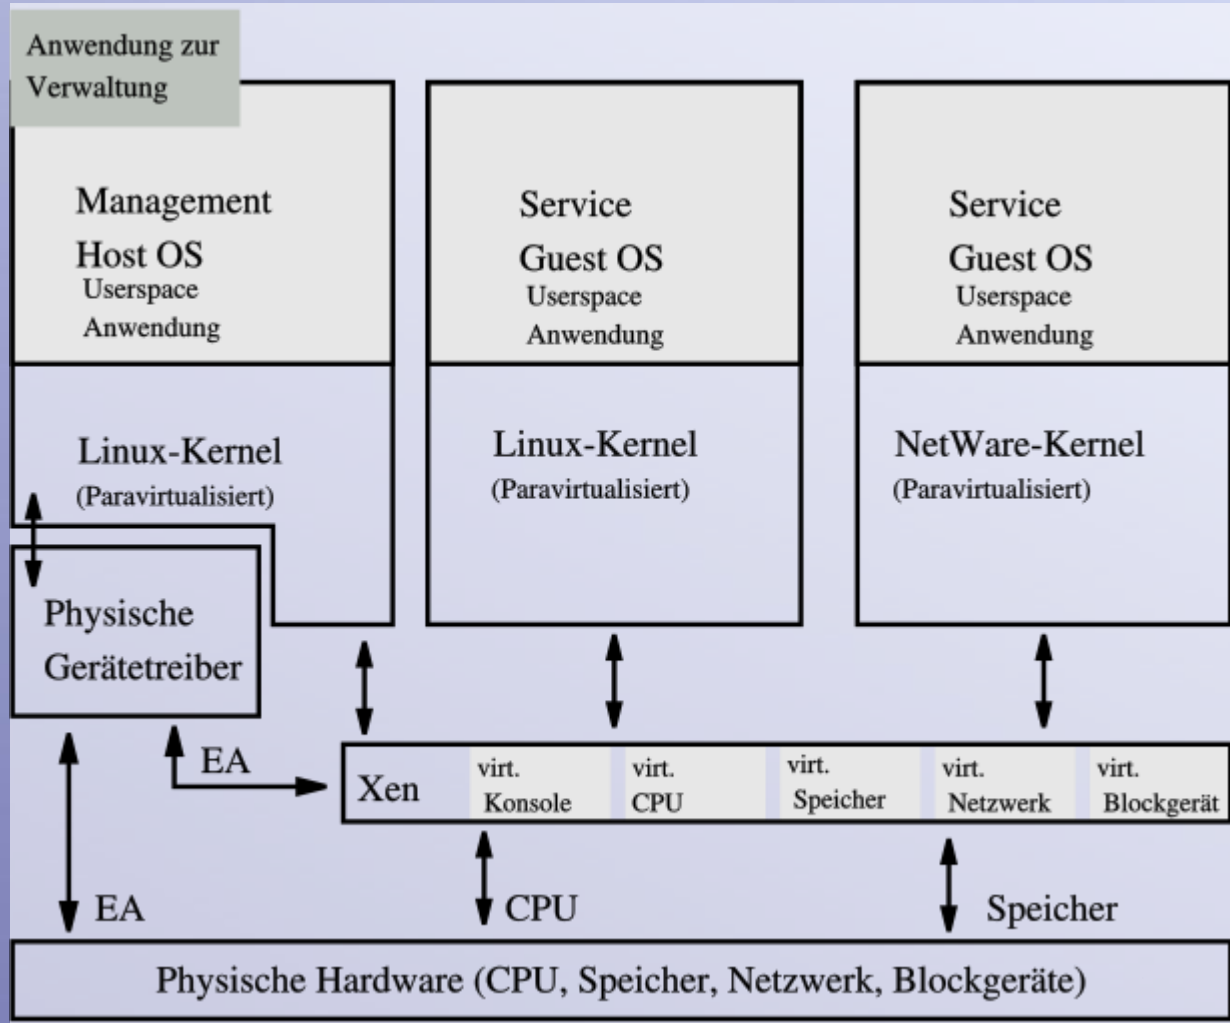 Anwendung zur
Verwaltung
Management
Host OS
Userspace
Anwendung
Linux-Kernel
(Paravirtualisiert)
Service
Guest OS
Userspace
Anwendung
Linux-Kernel
(Paravirtualisiert)
Service
Guest OS
Userspace
Anwendung
NetWare-Kernel
(Paravirtualisiert)
Physische
Gerätetreiber
EA
Xen
virt.
Konsole
virt.
CPU
virt.
Speicher
virt.
Netzwerk
virt.
Blockgerät
EA
CPU
Speicher
Physische Hardware (CPU, Speicher, Netzwerk, Blockgeräte)